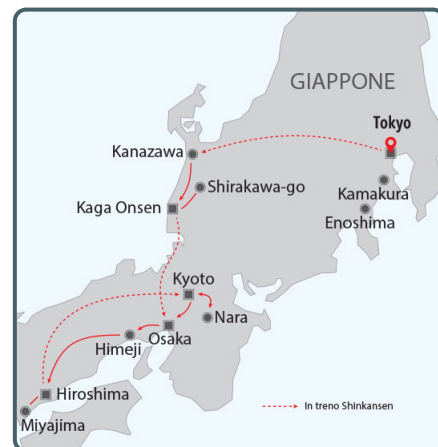 GIAPPONE
Tokyo
Kanazawa
Shirakawa-go
Kamakura
Kaga Onsen
Enoshima
Kyoto
Nara
Osaka
Himeji
Hiroshima
In treno Shinkansen
Miyajima